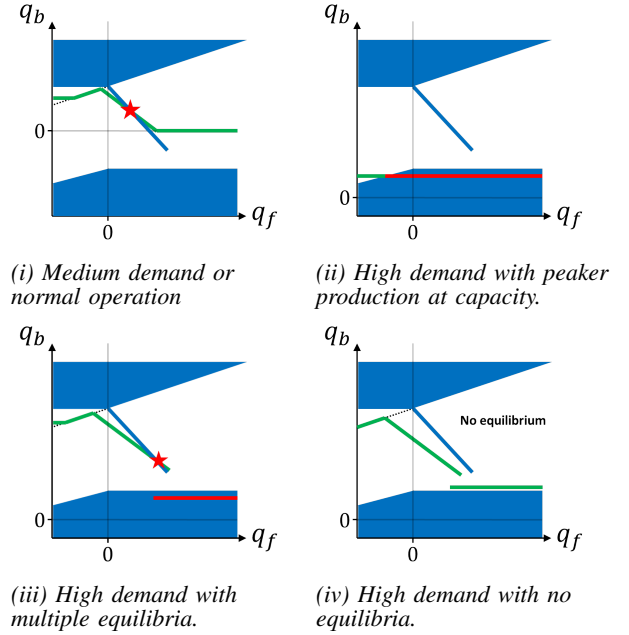 q_b
0
0
q_f
(i) Medium demand or
normal operation
q_b
0
0
q_f
(ii) High demand with peaker
production at capacity.
q_b
0
0
q_f
(iii) High demand with
multiple equilibria.
q_b
No equilibrium
0
0
q_f
(iv) High demand with no
equilibria.